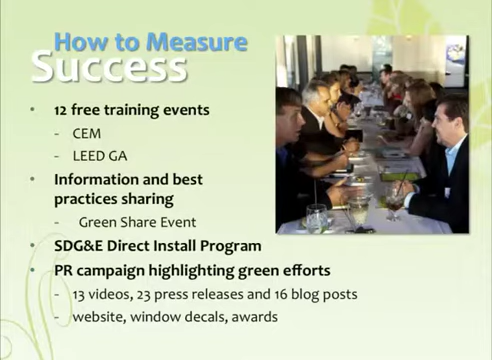 How to Measure
Success
• 12 free training events
- CEM
- LEED GA
• Information and best
practices sharing
- Green Share Event
• SDG&E Direct Install Program
• PR campaign highlighting green efforts
- 13 videos, 23 press releases and 16 blog posts
- website, window decals, awards